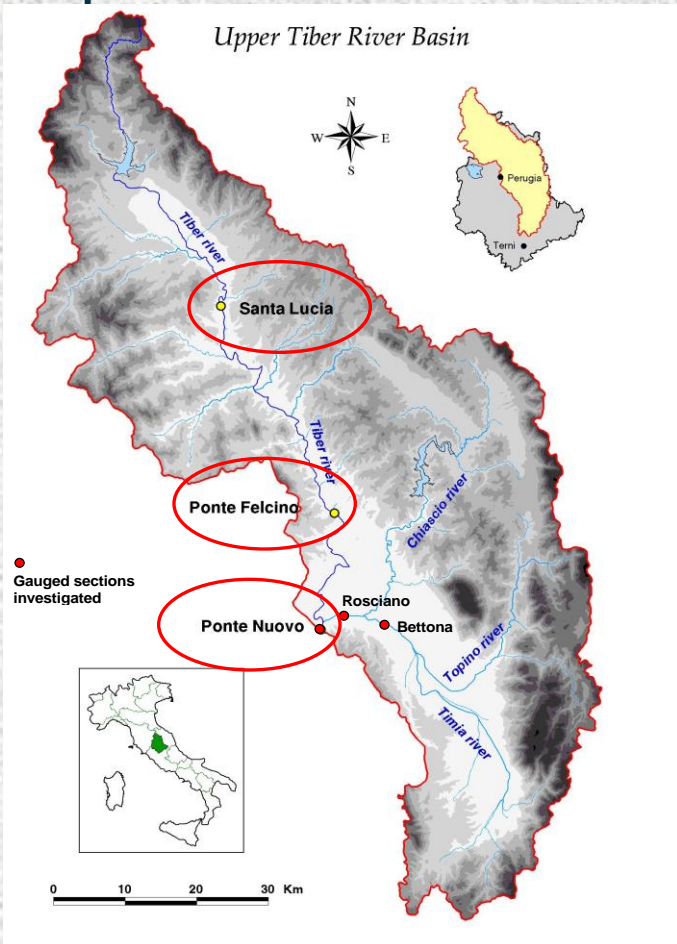 Upper Tiber River Basin
N
W E
S
Perugia
Terni
Tiber river
Santa Lucia
Tiber river
Ponte Felcino
Chiascio river
Gauged sections
investigated
Rosciano
Ponte Nuovo
Bettona
Topino river
Timia river
0 10 20 30 Km